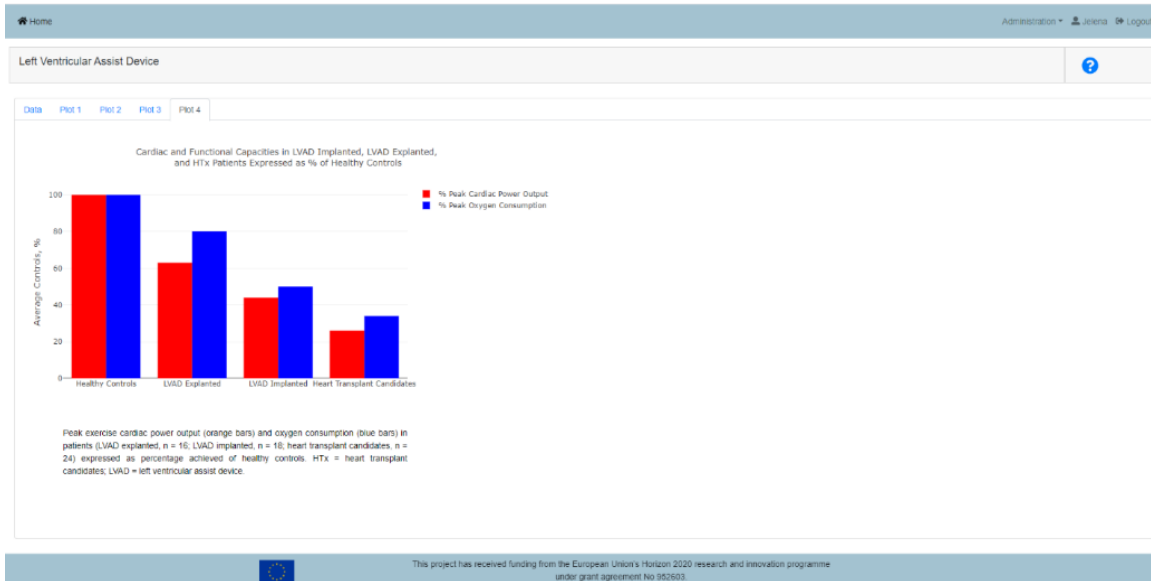 Home
Administration Jelena Logout
Left Ventricular Assist Device
Data Plot 1 Plot 2 Plot 3 Plot 4
Cardiac and Functional Capacities in LVAD Implanted, LVAD Explanted,
and HTx Patients Expressed as % of Healthy Controls
% Peak Cardiac Power Output
% Peak Oxygen Consumption
Average Controls, %
100
80
60
40
20
0
Healthy Controls LVAD Explanted LVAD Implanted Heart Transplant Candidates
Peak exercise cardiac power output (orange bars) and oxygen consumption (blue bars) in
patients (LVAD explanted, n = 16; LVAD implanted, n = 18; heart transplant candidates, n =
24) expressed as percentage achieved of healthy controls. HTx = heart transplant
candidates; LVAD = left ventricular assist device.
This project has received funding from the European Union's Horizon 2020 research and innovation programme
under grant agreement No 952603.